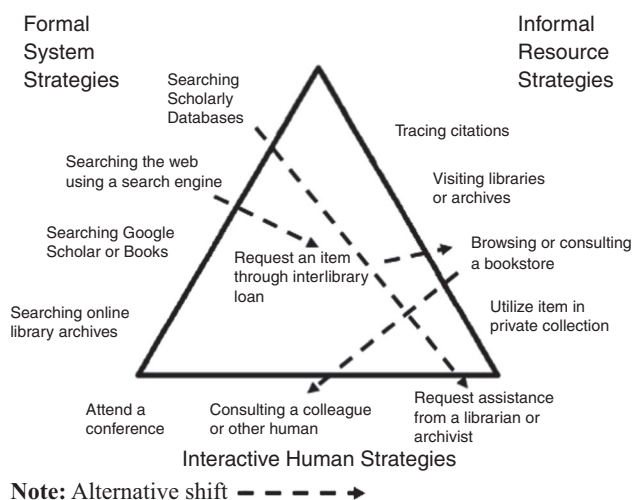 Formal
System
Strategies
Informal
Resource
Strategies
Searching
Scholarly
Databases
Tracing citations
Searching the web
using a search engine
Visiting libraries
or archives
Searching Google
Scholar or Books
Request an item
through interlibrary
loan
Browsing or consulting
a bookstore
Searching online
library archives
Utilize item in
private collection
Attend a
conference
Consulting a colleague
or other human
Request assistance
from a librarian or
archivist
Interactive Human Strategies
Note: Alternative shift